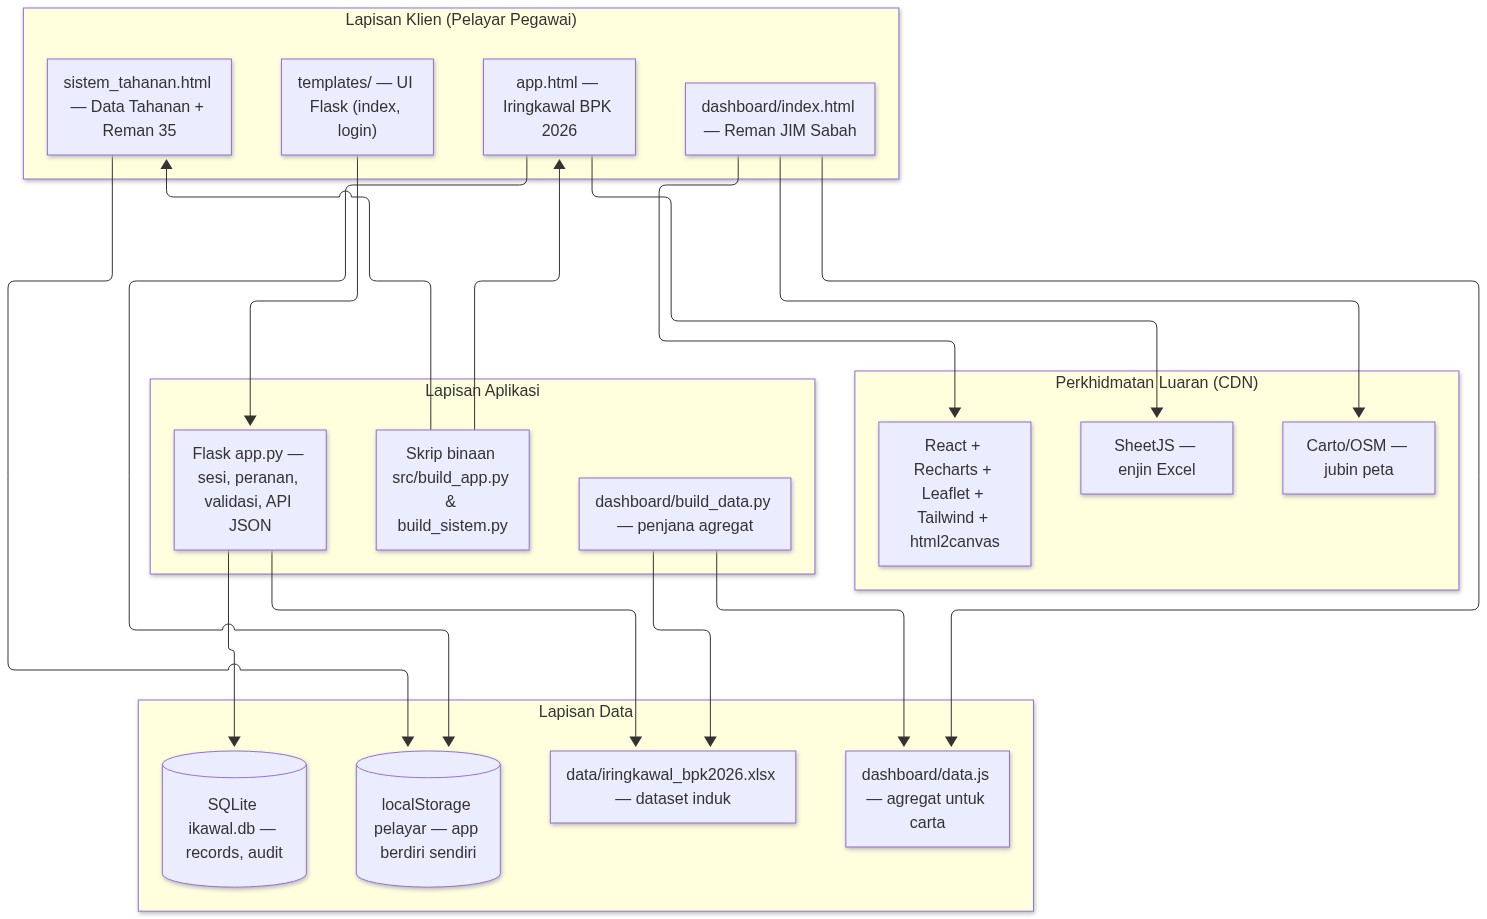 Lapisan Klien (Pelayar Pegawai)
sistem_tahanan.html
— Data Tahanan +
Reman 35
templates/ — UI
Flask (index,
login)
app.html —
Iringkawal BPK
2026
dashboard/index.html
— Reman JIM Sabah
Lapisan Aplikasi
Flask app.py —
sesi, peranan,
validasi, API
JSON
Skrip binaan
src/build_app.py
&
build_sistem.py
dashboard/build_data.py
— penjana agregat
Perkhidmatan Luaran (CDN)
React +
Recharts +
Leaflet +
Tailwind +
html2canvas
SheetJS —
enjin Excel
Carto/OSM —
jubin peta
Lapisan Data
SQLite
ikawal.db —
records, audit
localStorage
pelayar — app
berdiri sendiri
data/iringkawal_bpk2026.xlsx
— dataset induk
dashboard/data.js
— agregat untuk
carta